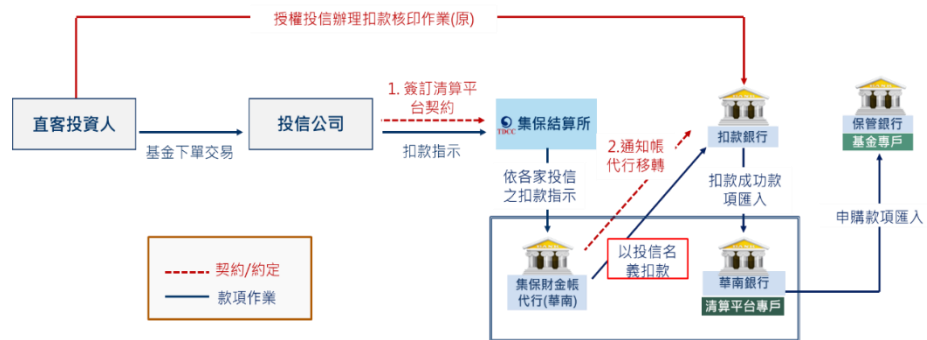 授權投信辦理扣款核印作業(原)
直客投資人
基金下單交易
投信公司
1. 簽訂清算平
台契約
扣款指示
TDCC
集保結算所
依各家投信
之扣款指示
2.通知帳
代行移轉
扣款銀行
扣款成功款
項匯入
保管銀行
基金專戶
申購款項匯入
集保財金帳
代行(華南)
以投信名
義扣款
華南銀行
清算平台專戶
契約/約定
款項作業